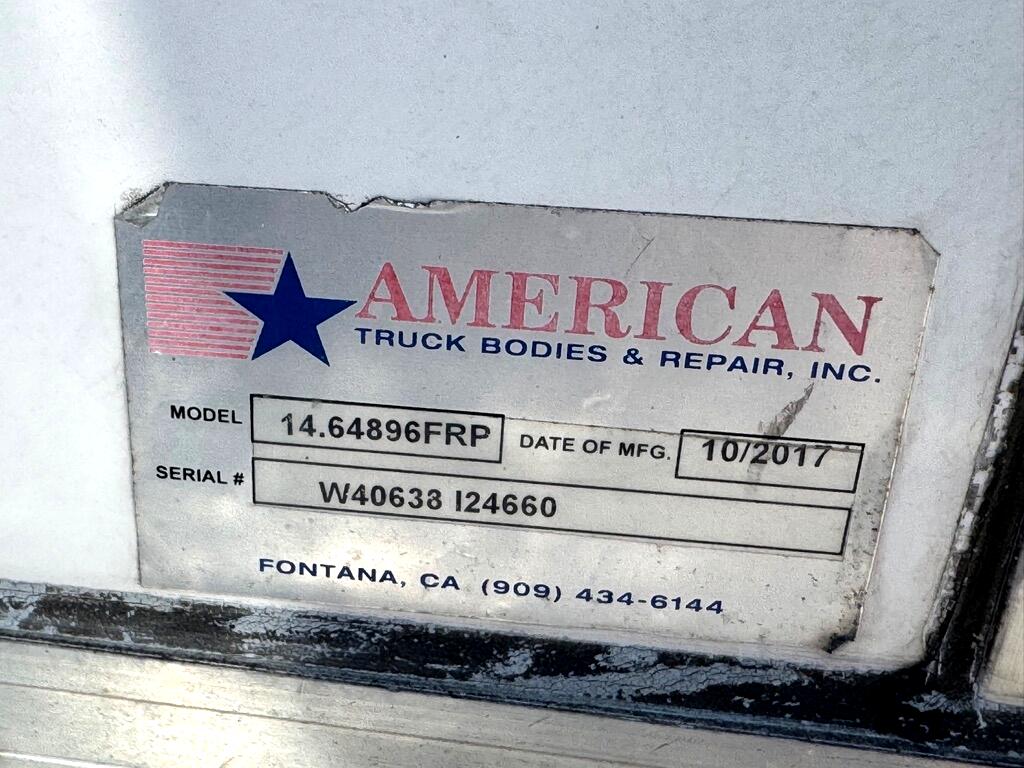 AMERICAN
TRUCK BODIES & REPAIR, INC.
MODEL 14.64896FRP DATE OF MFG. 10/2017
SERIAL # W40638 I24660
FONTANA, CA (909) 434-6144